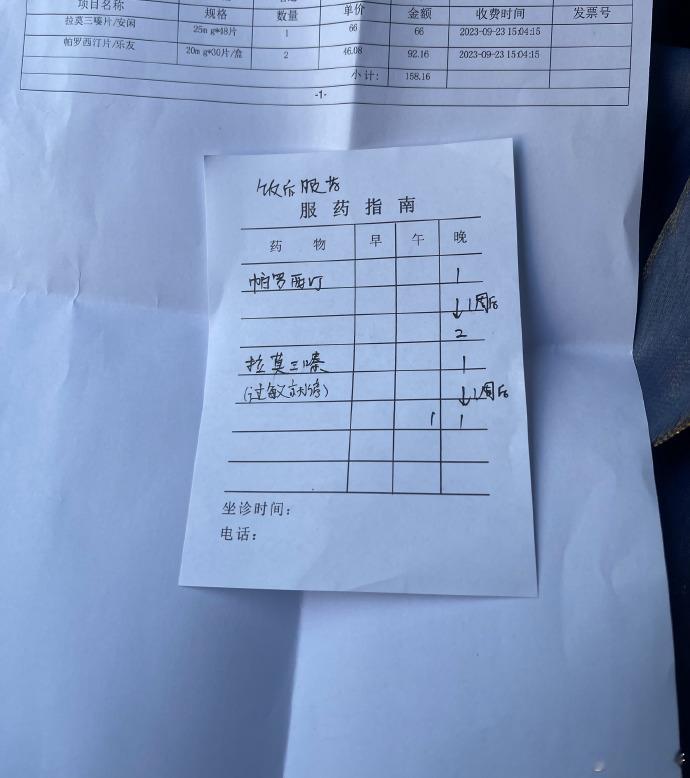 项目名称 规格 数量 单价 金额 收费时间 发票号
拉莫三嗪片/安闲 25mg*48片 1 66 66 2023-09-23 15:04:15
帕罗西汀片/乐友 20mg*30片/盒 2 46.08 92.16 2023-09-23 15:04:15
小计: 158.16
-1-
饭后服药
服药指南
药 物 早 午 晚
帕罗西汀 1
↓1周后
2
拉莫三嗪 1
(过敏就停) ↓1周后
1 1
坐诊时间:
电话: